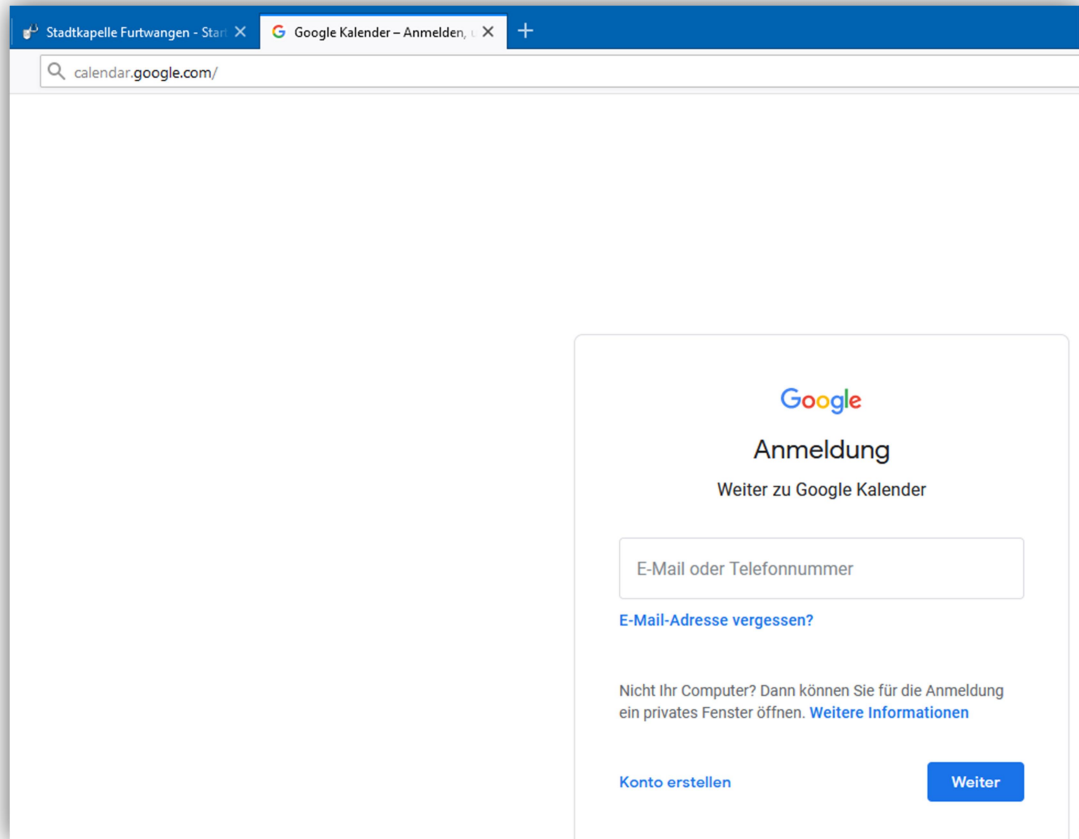 Stadtkapelle Furtwangen - Star
Google Kalender – Anmelden, u
calendar.google.com/
Google
Anmeldung
Weiter zu Google Kalender
E-Mail oder Telefonnummer
E-Mail-Adresse vergessen?
Nicht Ihr Computer? Dann können Sie für die Anmeldung
ein privates Fenster öffnen. Weitere Informationen
Konto erstellen
Weiter